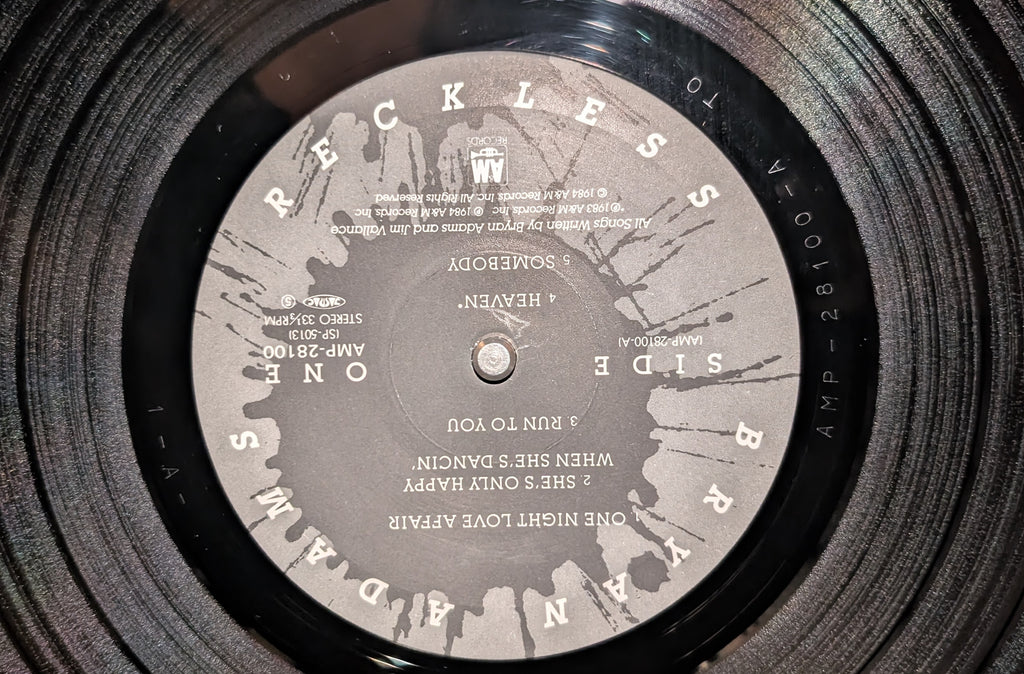 BRYAN ADAMS
SIDE ONE
(AMP-28100-A)
AMP-28100
(SP-5013)
STEREO 33⅓RPM
JASRAC
S
1. ONE NIGHT LOVE AFFAIR
2. SHE'S ONLY HAPPY
WHEN SHE'S DANCIN'
3. RUN TO YOU
4. HEAVEN*
5. SOMEBODY
All Songs Written by Bryan Adams and Jim Vallance
*℗ 1983 A&M Records, Inc. ℗ 1984 A&M Records, Inc.
© 1984 A&M Records, Inc. All Rights Reserved.
AM
RECORDS
RECKLESS
AMP-28100-A
TO
1-A-